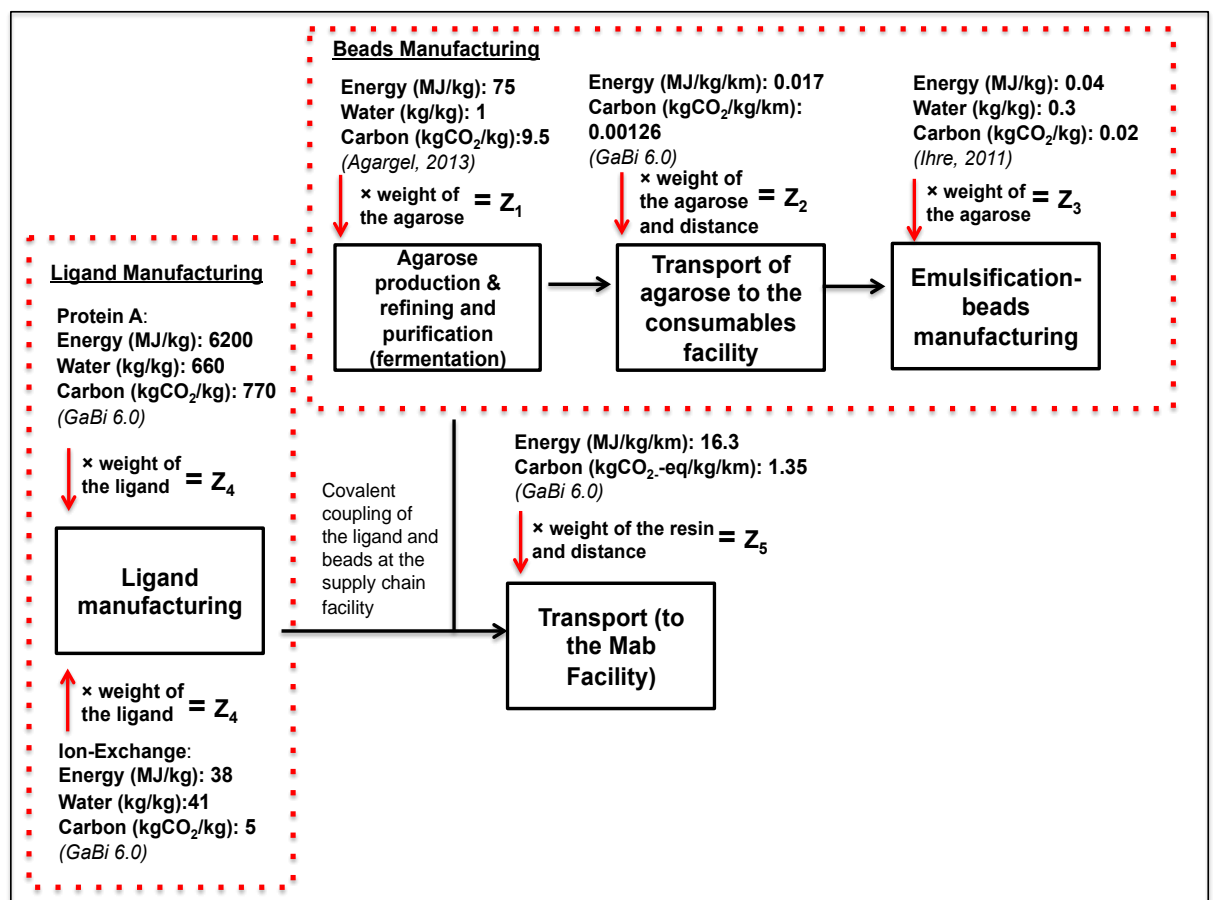 Beads Manufacturing
Energy (MJ/kg): 75
Water (kg/kg): 1
Carbon (kgCO₂/kg):9.5
(Agargel, 2013)
× weight of
the agarose
= Z₁
Agarose
production &
refining and
purification
(fermentation)
Energy (MJ/kg/km): 0.017
Carbon (kgCO₂/kg/km):
0.00126
(GaBi 6.0)
× weight of
the agarose
and distance
= Z₂
Transport of
agarose to the
consumables
facility
Energy (MJ/kg): 0.04
Water (kg/kg): 0.3
Carbon (kgCO₂/kg): 0.02
(Ihre, 2011)
× weight of
the agarose
= Z₃
Emulsification-
beads
manufacturing
Ligand Manufacturing
Protein A:
Energy (MJ/kg): 6200
Water (kg/kg): 660
Carbon (kgCO₂/kg): 770
(GaBi 6.0)
× weight of
the ligand
= Z₄
Ligand
manufacturing
× weight of
the ligand
= Z₄
Ion-Exchange:
Energy (MJ/kg): 38
Water (kg/kg):41
Carbon (kgCO₂/kg): 5
(GaBi 6.0)
Covalent
coupling of
the ligand and
beads at the
supply chain
facility
Energy (MJ/kg/km): 16.3
Carbon (kgCO₂.-eq/kg/km): 1.35
(GaBi 6.0)
× weight of the resin
and distance
= Z₅
Transport (to
the Mab
Facility)